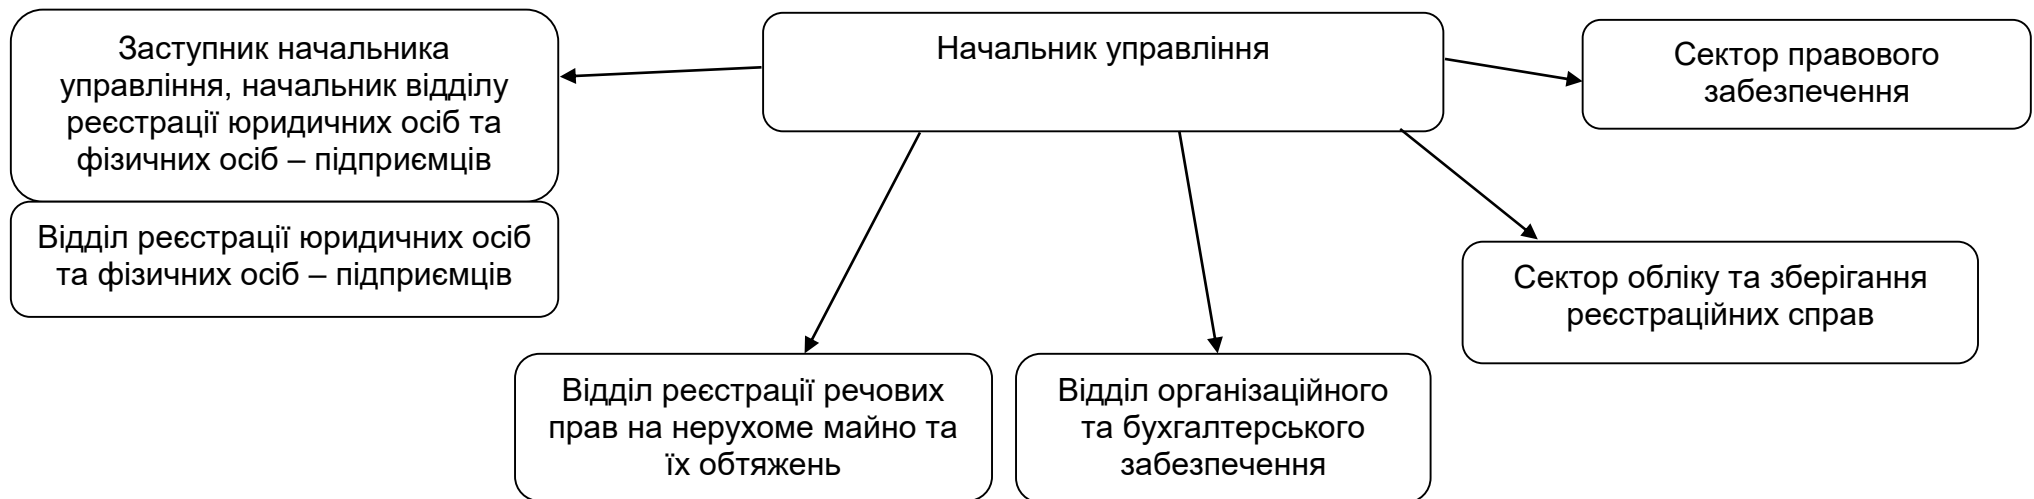 Заступник начальника
управління, начальник відділу
реєстрації юридичних осіб та
фізичних осіб – підприємців
Відділ реєстрації юридичних осіб
та фізичних осіб – підприємців
Начальник управління
Сектор правового
забезпечення
Сектор обліку та зберігання
реєстраційних справ
Відділ реєстрації речових
прав на нерухоме майно та
їх обтяжень
Відділ організаційного
та бухгалтерського
забезпечення